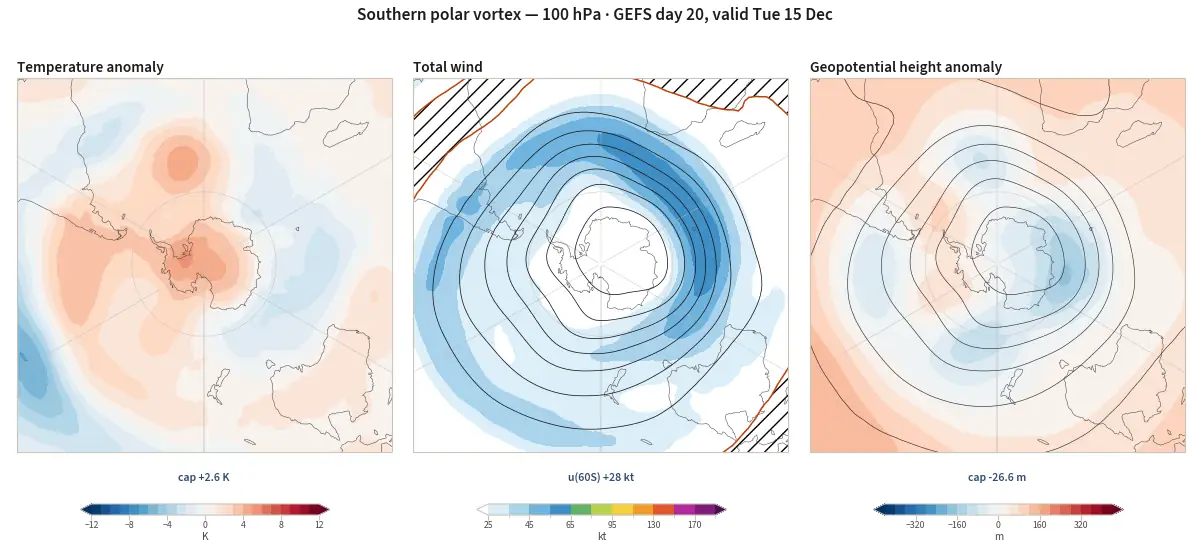 Southern polar vortex — 100 hPa · GEFS day 20, valid Tue 15 Dec
Temperature anomaly
Total wind
Geopotential height anomaly
cap +2.6 K
u(60S) +28 kt
cap -26.6 m
−12 −8 −4 0 4 8 12
K
25 45 65 95 130 170
kt
−320 −160 0 160 320
m